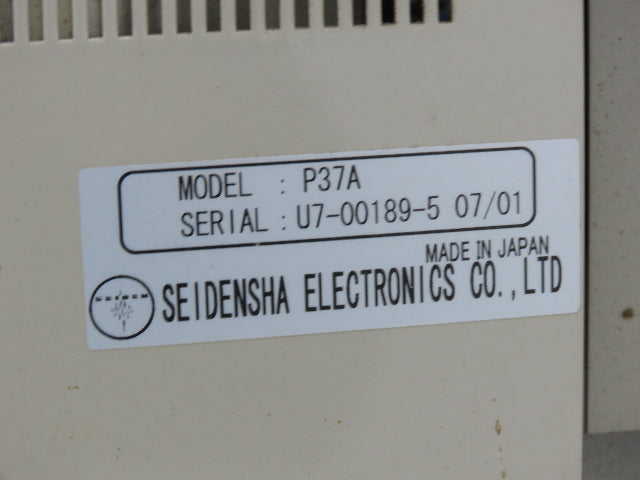 MODEL : P37A
SERIAL : U7-00189-5 07/01
MADE IN JAPAN
SEIDENSHA ELECTRONICS CO.,LTD